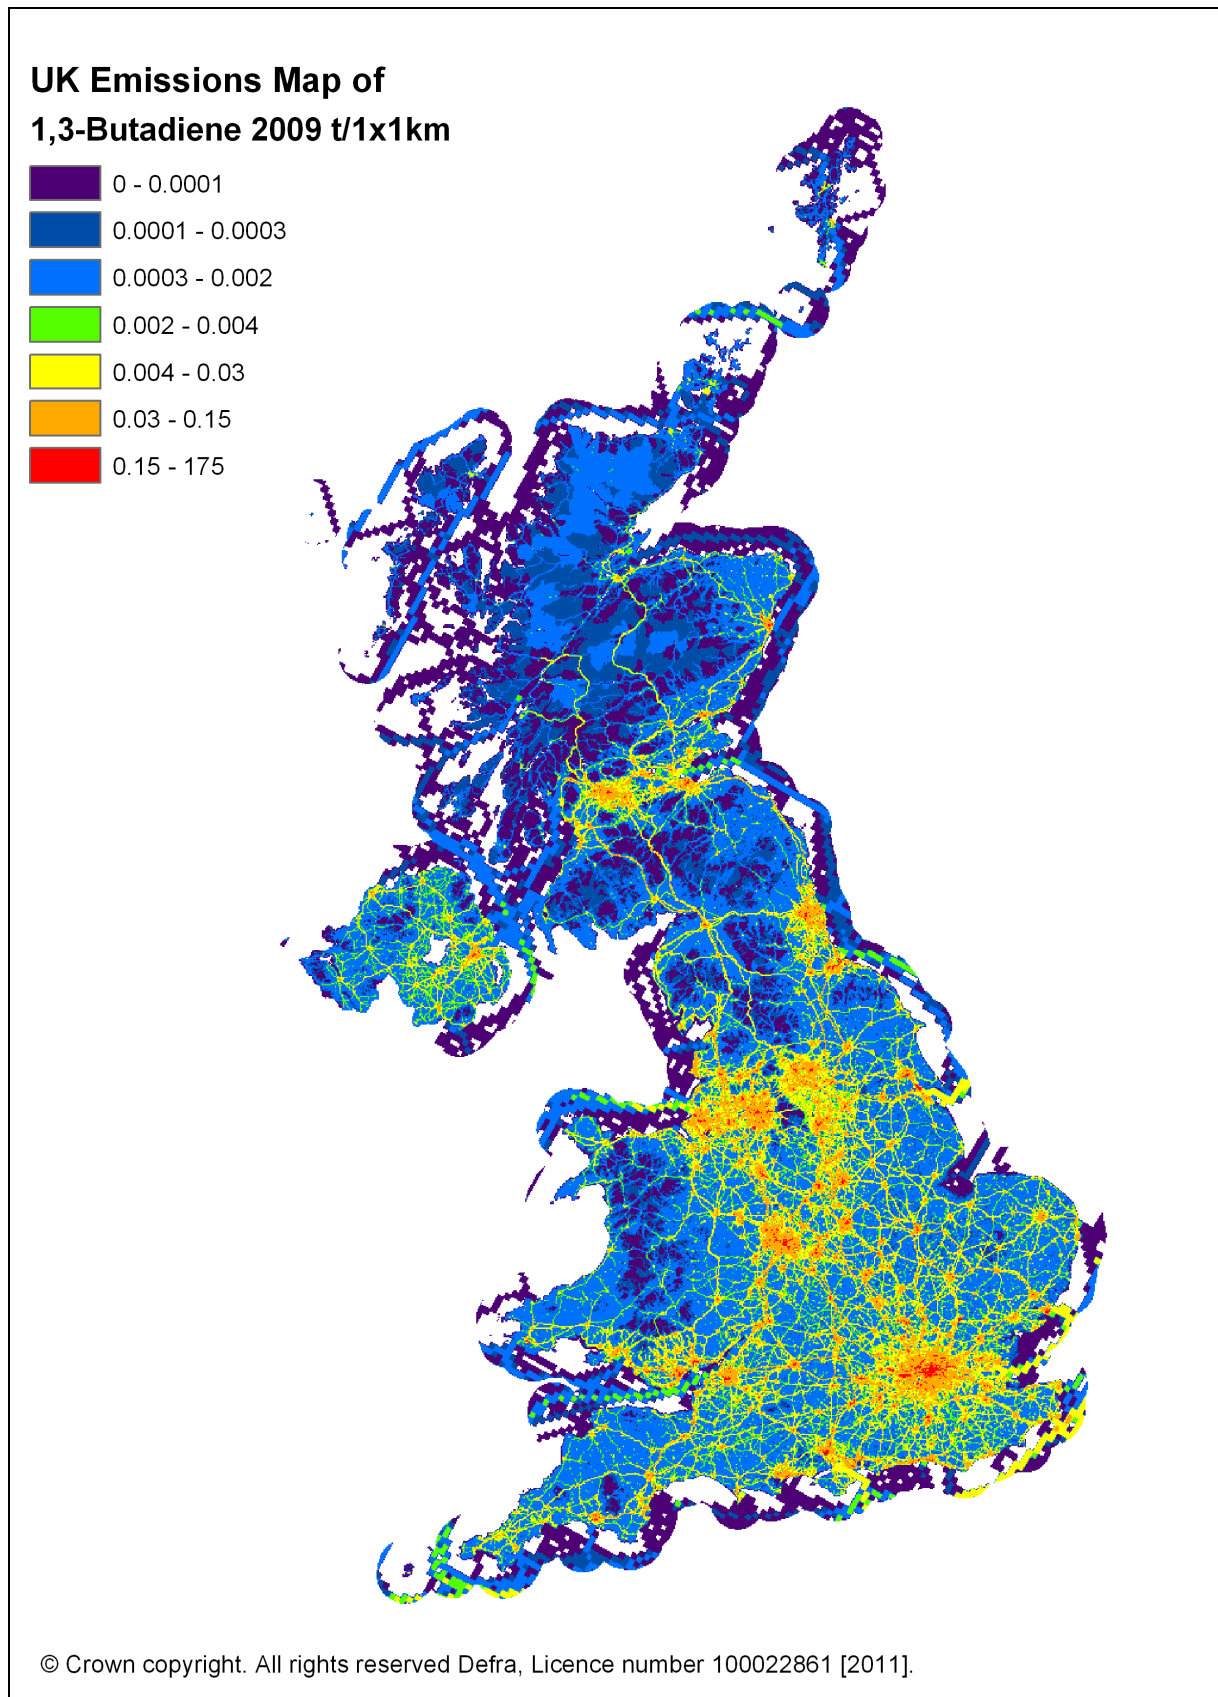 UK Emissions Map of
1,3-Butadiene 2009 t/1x1km
0 - 0.0001
0.0001 - 0.0003
0.0003 - 0.002
0.002 - 0.004
0.004 - 0.03
0.03 - 0.15
0.15 - 175
© Crown copyright. All rights reserved Defra, Licence number 100022861 [2011].